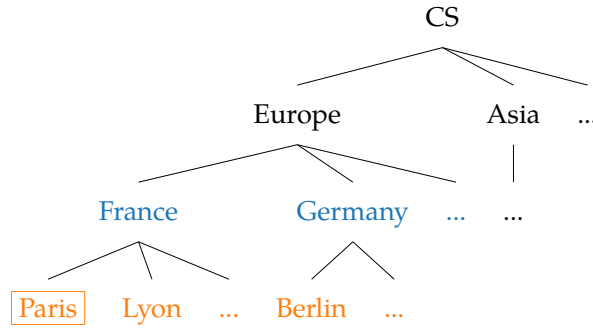 CS
Europe Asia ...
France Germany ... ...
Paris Lyon ... Berlin ...